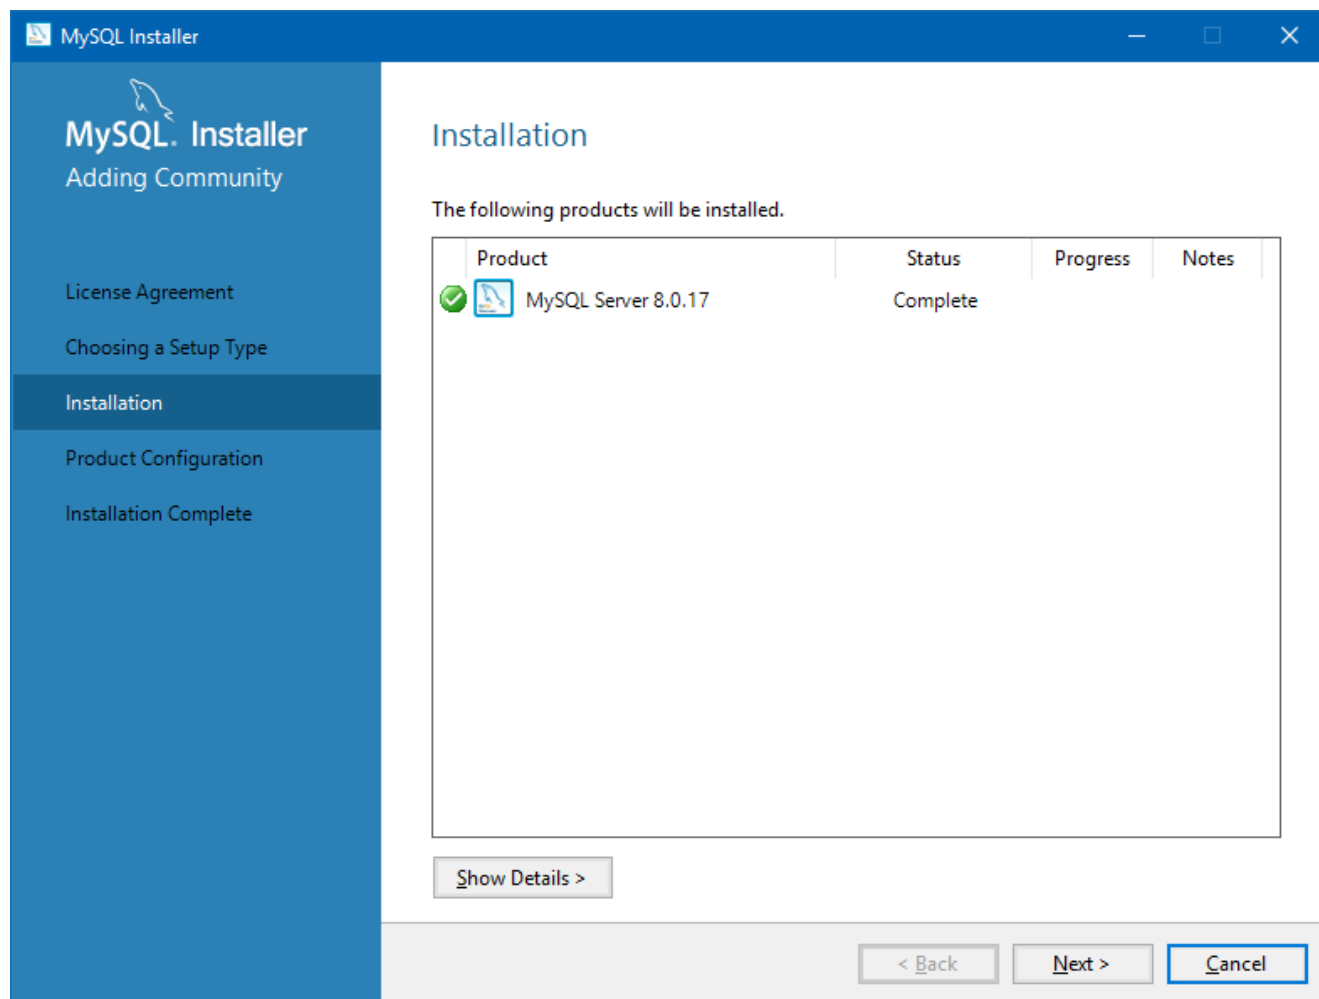 MySQL Installer
MySQL. Installer
Adding Community
License Agreement
Choosing a Setup Type
Installation
Product Configuration
Installation Complete
Installation
The following products will be installed.
Product Status Progress Notes
MySQL Server 8.0.17 Complete
Show Details >
< Back Next > Cancel